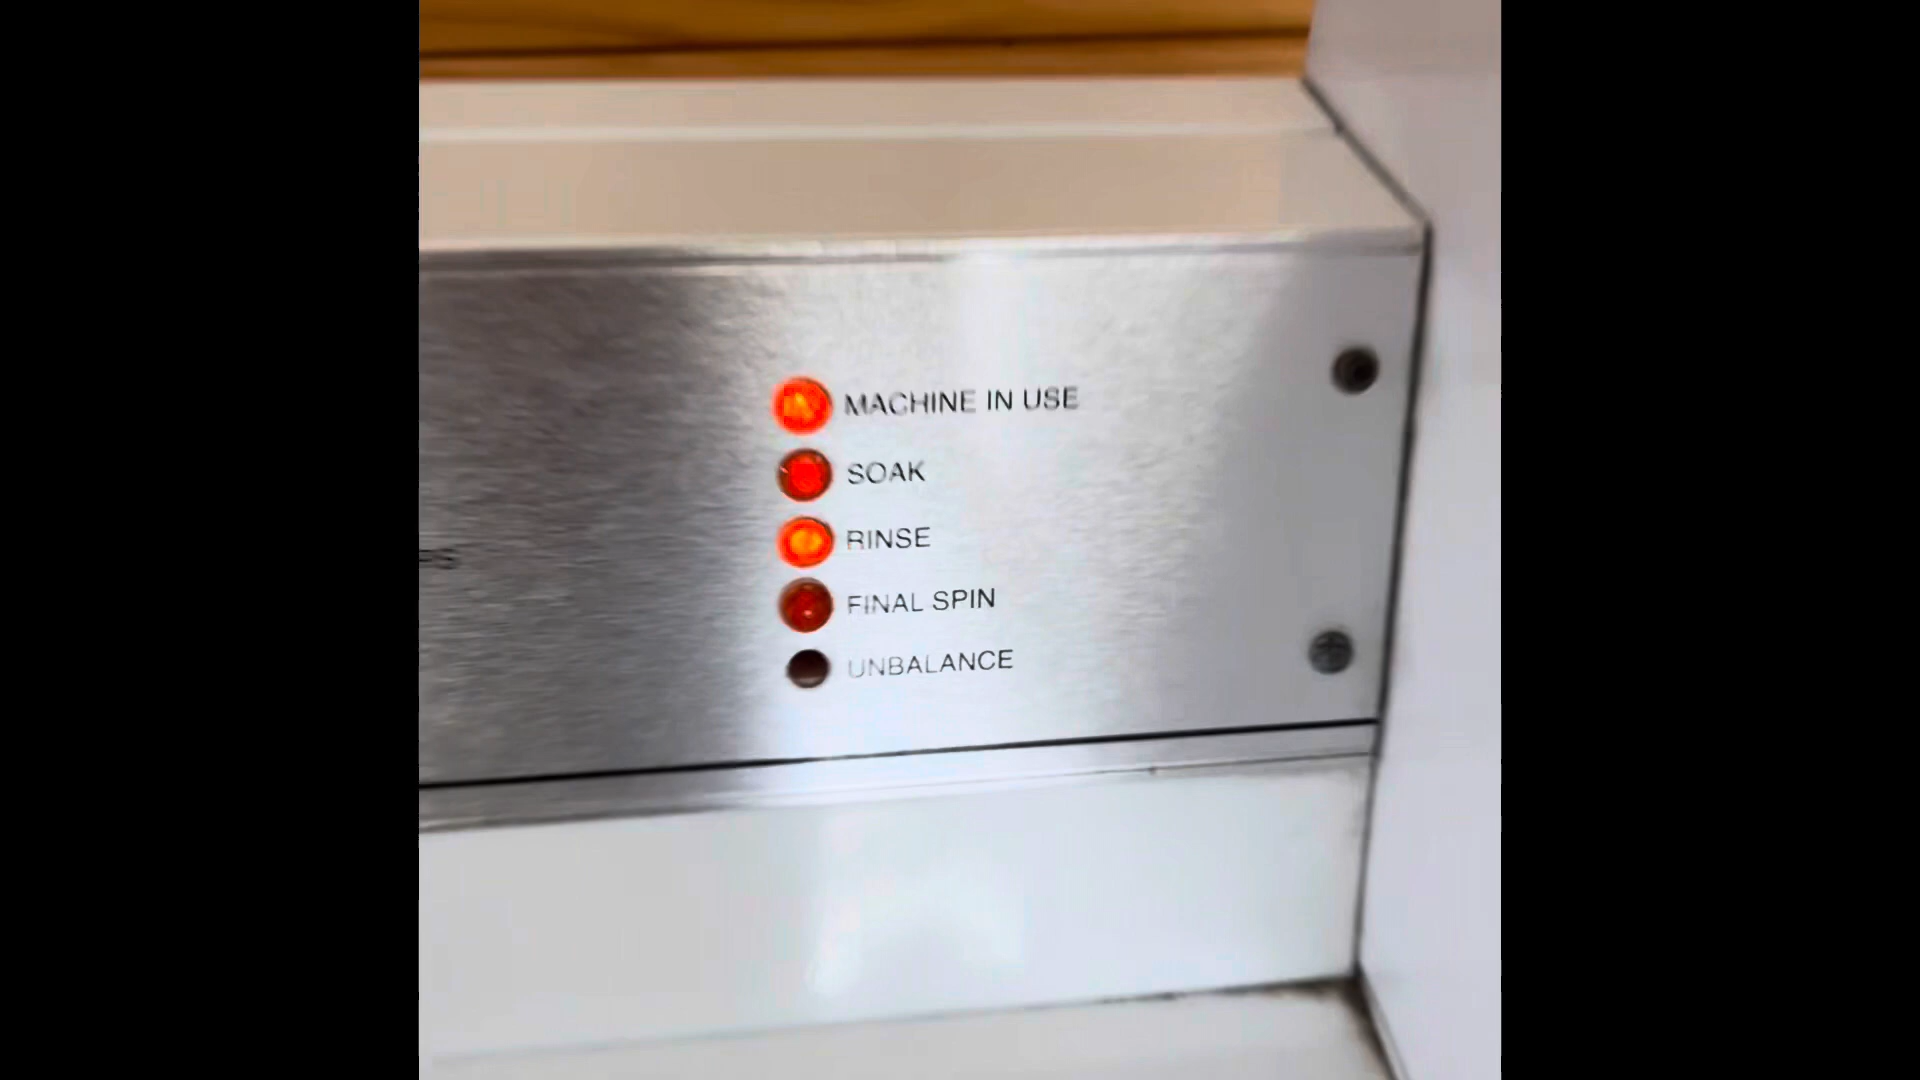 MACHINE IN USE
SOAK
RINSE
FINAL SPIN
UNBALANCE